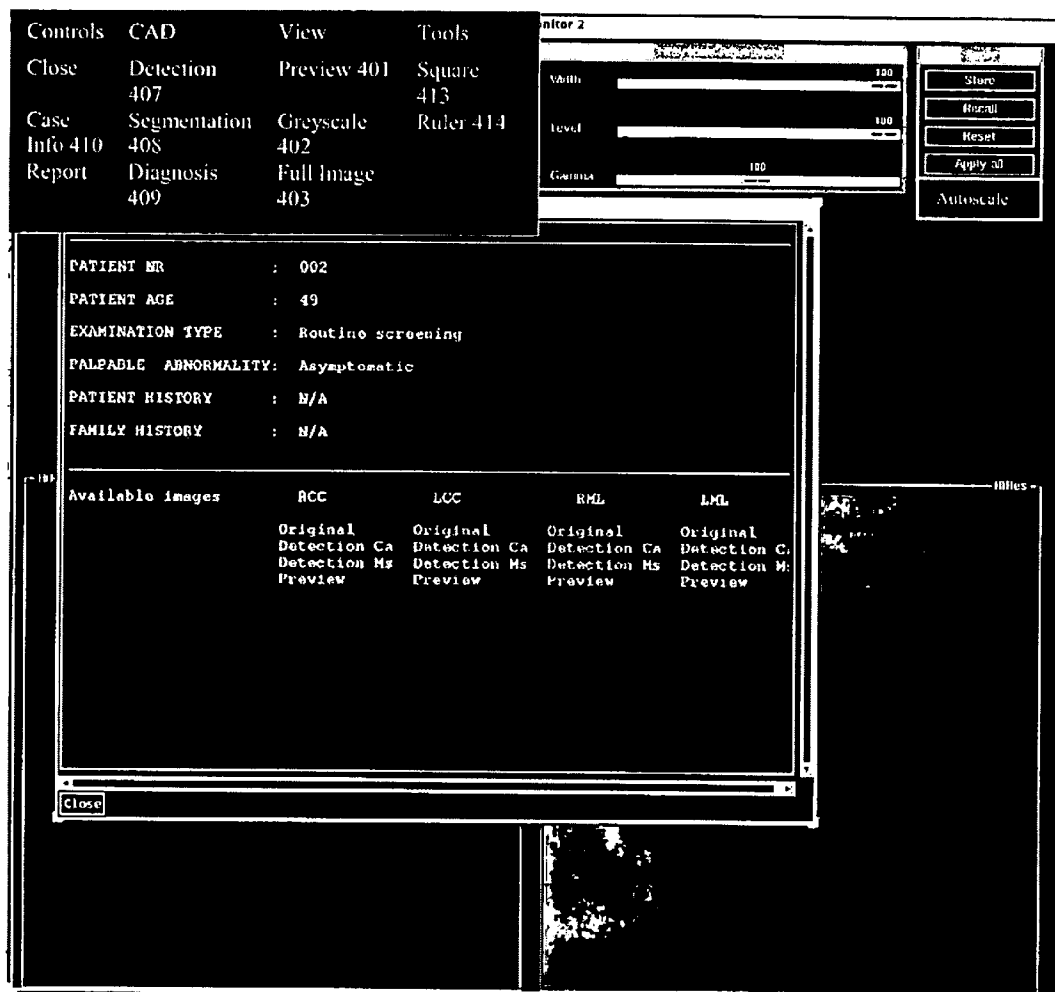 Controls CAD View Tools
Close Detection 407 Preview 401 Square 413
Case Info 410 Segmentation 408 Greyscale 402 Ruler 414
Report Diagnosis 409 Full Image 403
nitor 2
Width 100
Level 100
Gamma 100
Store
Recall
Reset
Apply all
Autoscale
PATIENT NR : 002
PATIENT AGE : 49
EXAMINATION TYPE : Routine screening
PALPABLE ABNORMALITY: Asymptomatic
PATIENT HISTORY : N/A
FAMILY HISTORY : N/A
Available images RCC LCC RML LML
Original Original Original Original
Detection Ca Detection Ca Detection Ca Detection C
Detection Ms Detection Ms Detection Ms Detection M
Preview Preview Preview Preview
Close